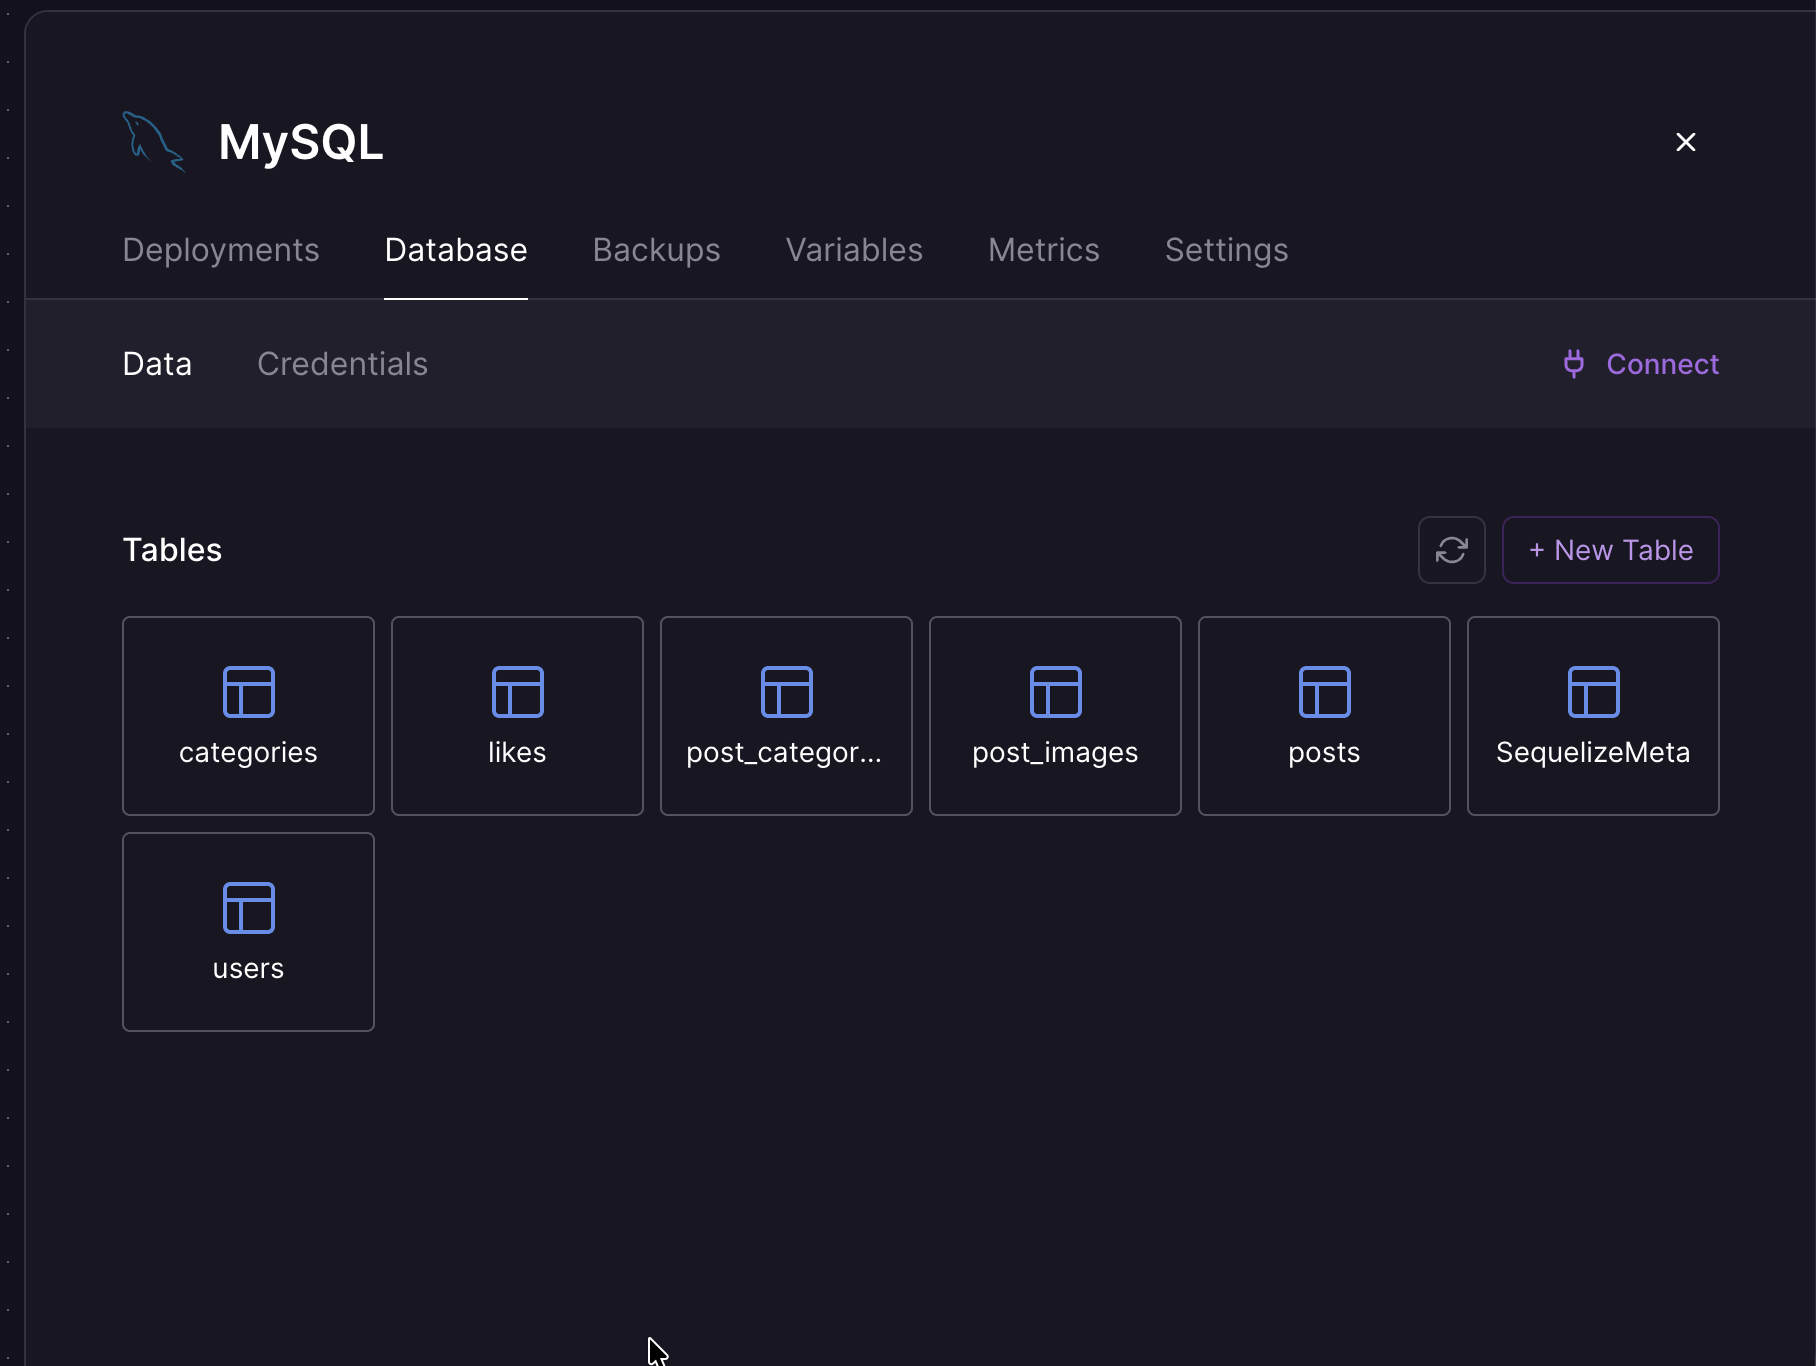 MySQL
Deployments Database Backups Variables Metrics Settings
Data Credentials Connect
Tables
+ New Table
categories likes post_categor... post_images posts SequelizeMeta
users